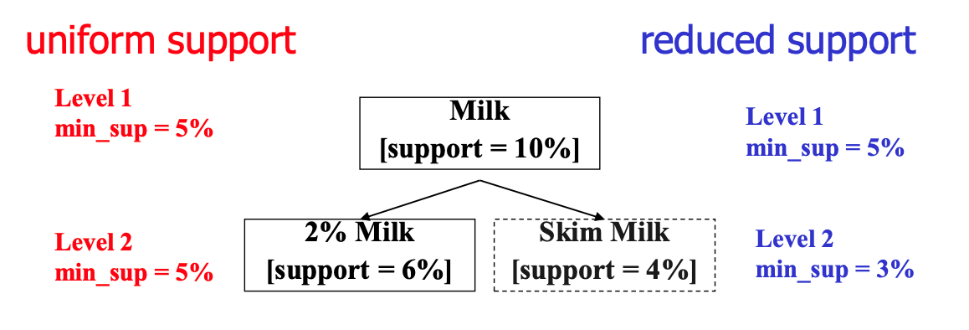 uniform support
reduced support
Level 1
min_sup = 5%
Milk
[support = 10%]
Level 1
min_sup = 5%
Level 2
min_sup = 5%
2% Milk
[support = 6%]
Skim Milk
[support = 4%]
Level 2
min_sup = 3%